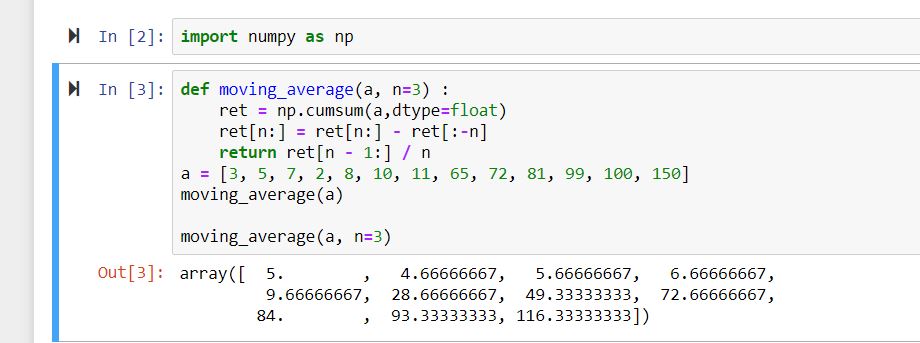 In [2]: import numpy as np
In [3]: def moving_average(a, n=3) :
    ret = np.cumsum(a,dtype=float)
    ret[n:] = ret[n:] - ret[:-n]
    return ret[n - 1:] / n
a = [3, 5, 7, 2, 8, 10, 11, 65, 72, 81, 99, 100, 150]
moving_average(a)
moving_average(a, n=3)
Out[3]: array([  5.        ,   4.66666667,   5.66666667,   6.66666667,
         9.66666667,  28.66666667,  49.33333333,  72.66666667,
        84.        ,  93.33333333, 116.33333333])